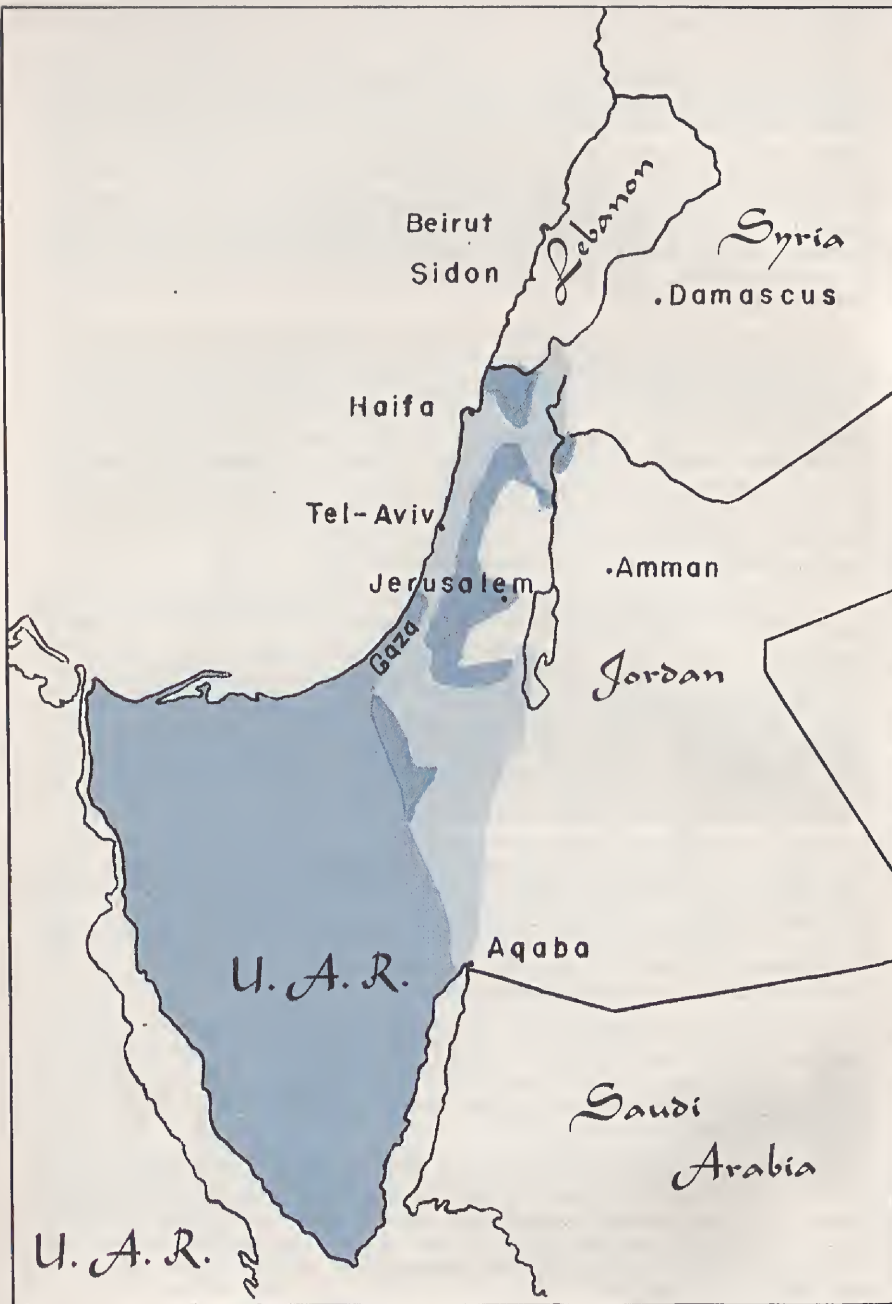 Beirut
Lebanon
Syria
Sidon
.Damascus
Haifa
Tel-Aviv
Jerusalem
.Amman
Gaza
Jordan
Aqaba
U. A. R.
Saudi
Arabia
U. A. R.